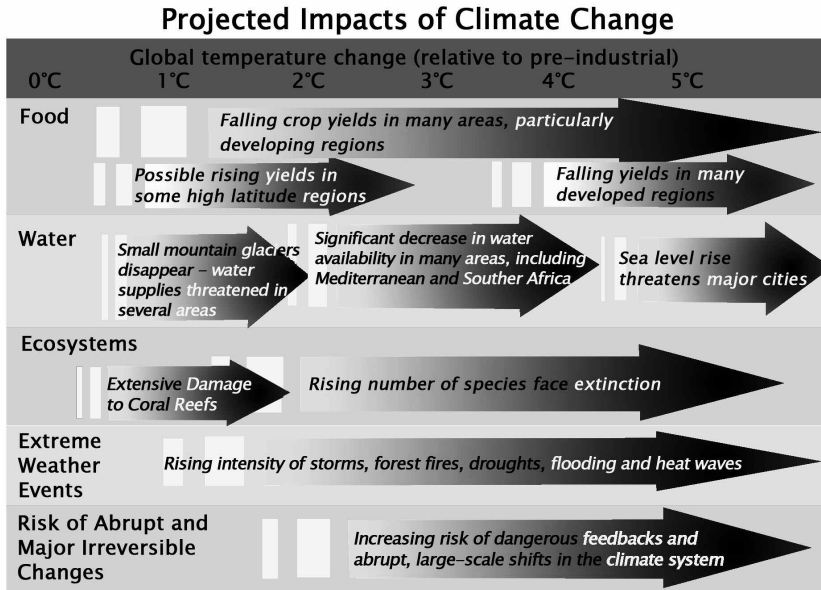 Projected Impacts of Climate Change
Global temperature change (relative to pre-industrial)
0°C 1°C 2°C 3°C 4°C 5°C
Food
Falling crop yields in many areas, particularly
developing regions
Possible rising yields in
some high latitude regions
Falling yields in many
developed regions
Water
Small mountain glaciers
disappear – water
supplies threatened in
several areas
Significant decrease in water
availability in many areas, including
Mediterranean and Souther Africa
Sea level rise
threatens major cities
Ecosystems
Extensive Damage
to Coral Reefs
Rising number of species face extinction
Extreme
Weather
Events
Rising intensity of storms, forest fires, droughts, flooding and heat waves
Risk of Abrupt and
Major Irreversible
Changes
Increasing risk of dangerous feedbacks and
abrupt, large-scale shifts in the climate system